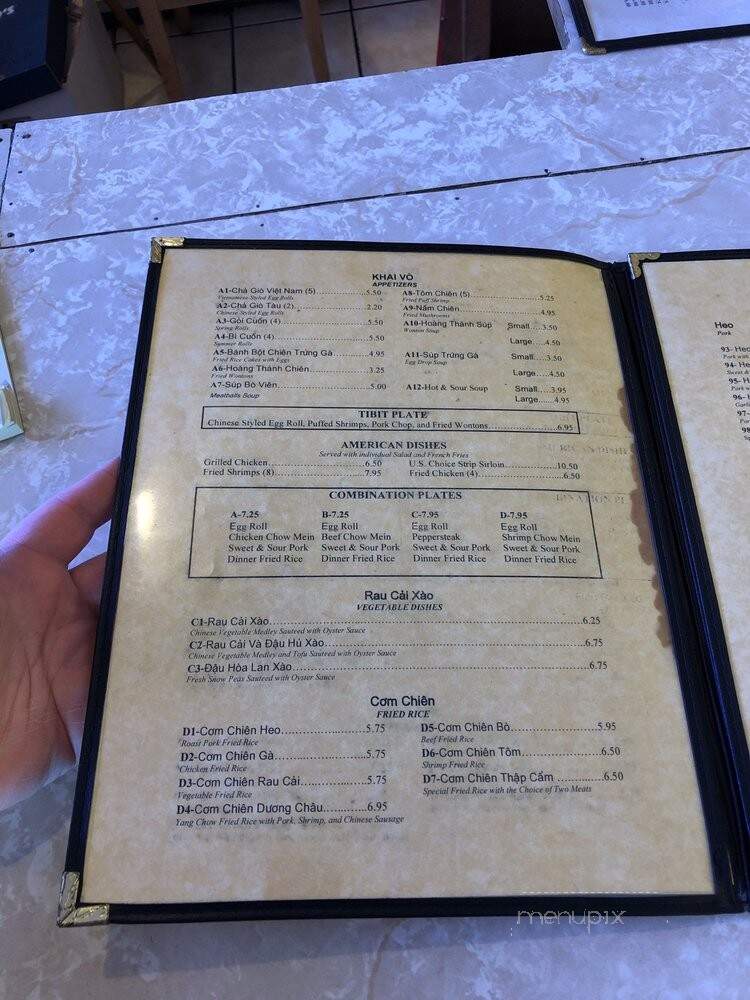 KHAI VỊ
APPETIZERS
A1-Chả Giò Việt Nam (5).....................5.50
Vietnamese Styled Egg Rolls
A2-Chả Giò Tàu (2)..........................2.20
Chinese Styled Egg Rolls
A3-Gỏi Cuốn (4)..........................5.50
Spring Rolls
A4-Bì Cuốn (4)..........................5.50
Summer Rolls
A5-Bánh Bột Chiên Trứng Gà..........4.95
Fried Rice Cakes with Eggs
A6-Hoàng Thánh Chiên....................3.25
Fried Wontons
A7-Súp Bò Viên...........................5.00
Meatballs Soup
A8-Tôm Chiên (5)......................5.25
Fried Puff Shrimp
A9-Nấm Chiên..........................4.95
Fried Mushrooms
A10-Hoàng Thánh Súp Small....3.50
Wonton Soup
Large....4.50
A11-Súp Trứng Gà Small.....3.50
Egg Drop Soup
Large.....4.50
A12-Hot & Sour Soup Small....3.95
Large......4.95
TIBIT PLATE
Chinese Styled Egg Roll, Puffed Shrimps, Pork Chop, and Fried Wontons......................6.95
AMERICAN DISHES
Served with individual Salad and French Fries
Grilled Chicken..........................6.50
Fried Shrimps (8)........................7.95
U.S. Choice Strip Sirloin..............10.50
Fried Chicken (4)..........................6.50
COMBINATION PLATES
A-7.25
Egg Roll
Chicken Chow Mein
Sweet & Sour Pork
Dinner Fried Rice
B-7.25
Egg Roll
Beef Chow Mein
Sweet & Sour Pork
Dinner Fried Rice
C-7.95
Egg Roll
Peppersteak
Sweet & Sour Pork
Dinner Fried Rice
D-7.95
Egg Roll
Shrimp Chow Mein
Sweet & Sour Pork
Dinner Fried Rice
Rau Cải Xào
VEGETABLE DISHES
C1-Rau Cải Xào..........................................................6.25
Chinese Vegetable Medley Sauteed with Oyster Sauce
C2-Rau Cải Và Đậu Hủ Xào...............................................6.75
Chinese Vegetable Medley and Tofu Sauteed with Oyster Sauce
C3-Đậu Hòa Lan Xào......................................................6.75
Fresh Snow Peas Sauteed with Oyster Sauce
Cơm Chiên
FRIED RICE
D1-Cơm Chiên Heo....................5.75
Roast Pork Fried Rice
D2-Cơm Chiên Gà......................5.75
Chicken Fried Rice
D3-Cơm Chiên Rau Cải................5.75
Vegetable Fried Rice
D4-Cơm Chiên Dương Châu...........6.95
Yang Chow Fried Rice with Pork, Shrimp, and Chinese Sausage
D5-Cơm Chiên Bò....................5.95
Beef Fried Rice
D6-Cơm Chiên Tôm....................6.50
Shrimp Fried Rice
D7-Cơm Chiên Thập Cẩm ............6.50
Special Fried Rice with the Choice of Two Meats
Heo
Pork
93- He
Pork with
94- He
Sweet &
95- H
Pork
96-
Garli
97-
Por
98
menupix